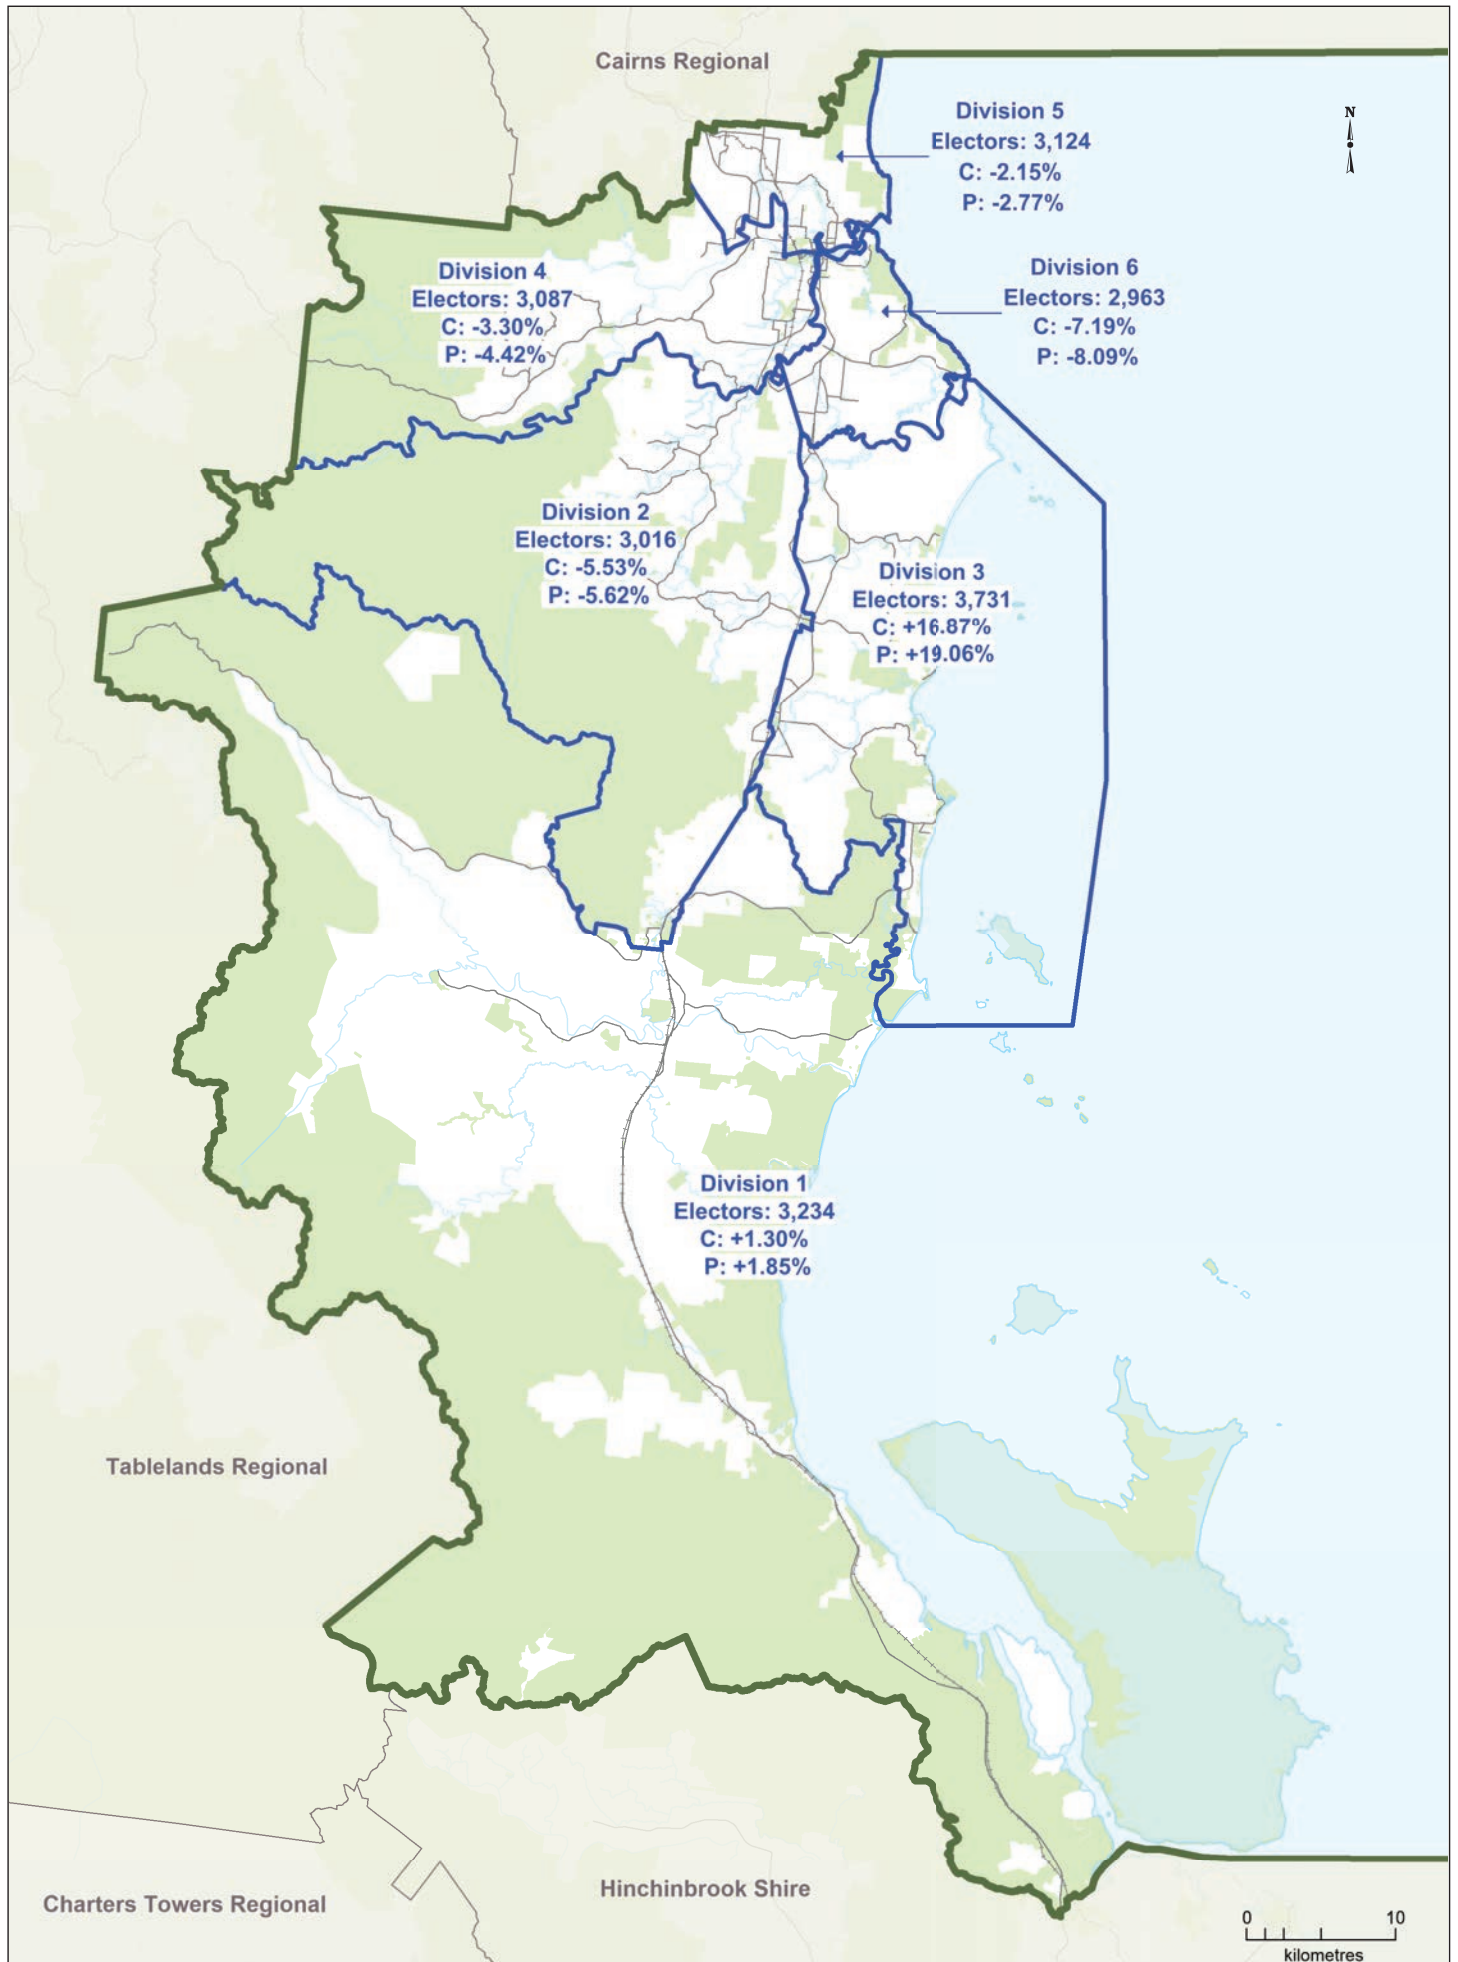 Cairns Regional
N
Division 5
Electors: 3,124
C: -2.15%
P: -2.77%
Division 4
Electors: 3,087
C: -3.30%
P: -4.42%
Division 6
Electors: 2,963
C: -7.19%
P: -8.09%
Division 2
Electors: 3,016
C: -5.53%
P: -5.62%
Division 3
Electors: 3,731
C: +16.87%
P: +19.06%
Division 1
Electors: 3,234
C: +1.30%
P: +1.85%
Tablelands Regional
Charters Towers Regional
Hinchinbrook Shire
0 10
kilometres